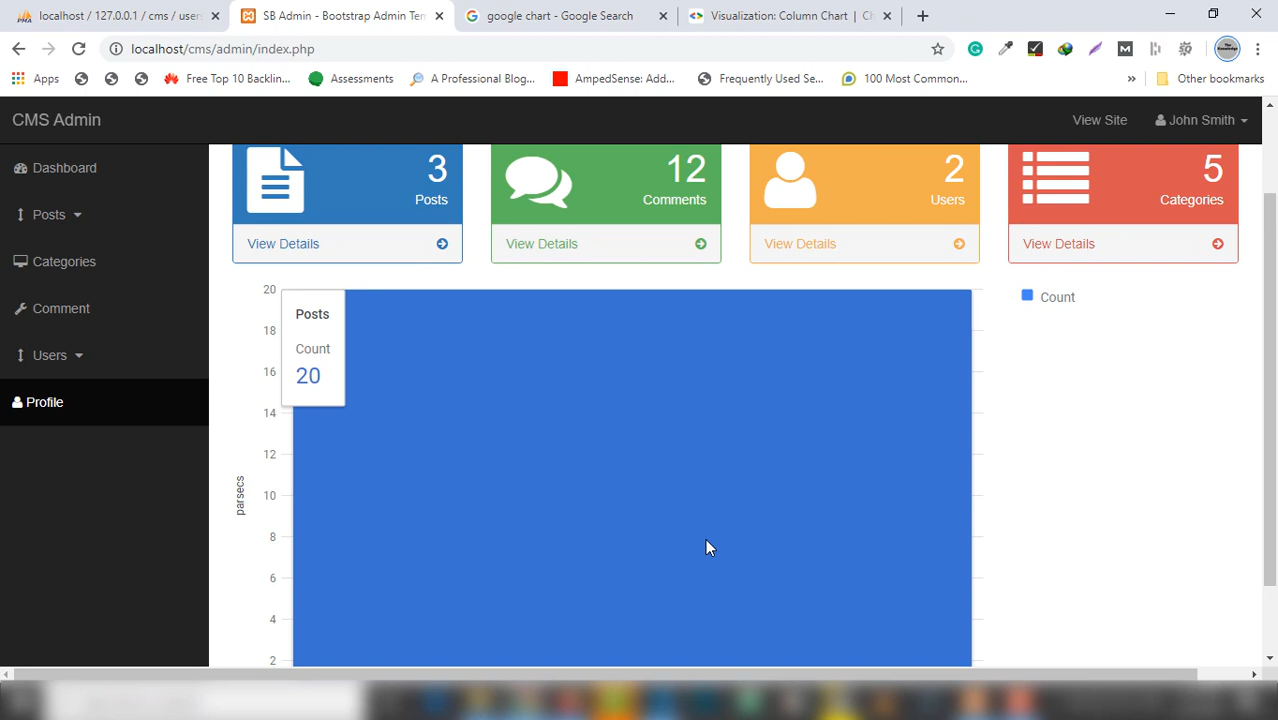 localhost / 127.0.0.1 / cms / users
SB Admin - Bootstrap Admin Tem
google chart - Google Search
Visualization: Column Chart | Ch
localhost/cms/admin/index.php
Apps
Free Top 10 Backlin...
Assessments
A Professional Blog...
AmpedSense: Add...
Frequently Used Se...
100 Most Common...
»
Other bookmarks
CMS Admin
View Site
John Smith
Dashboard
Posts
Categories
Comment
Users
Profile
3
Posts
View Details
12
Comments
View Details
2
Users
View Details
5
Categories
View Details
20
18
16
14
12
10
8
6
4
2
parsecs
Posts
Count
20
Count